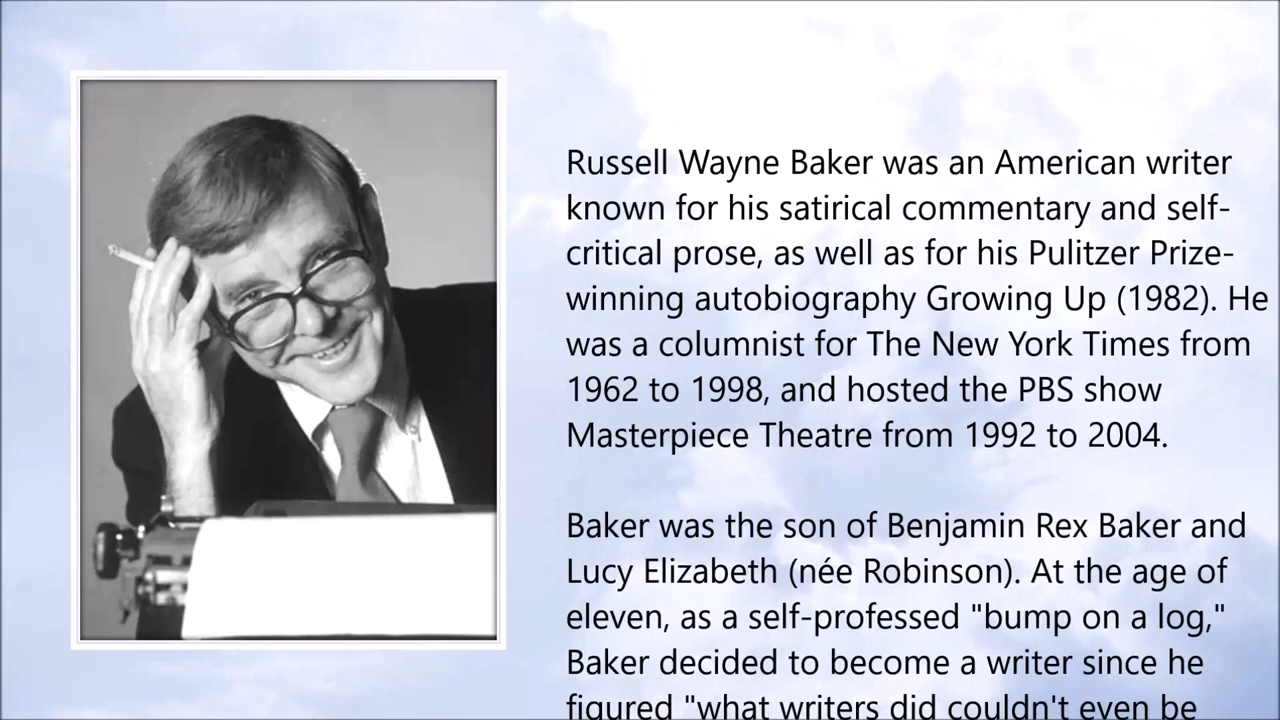 Russell Wayne Baker was an American writer
known for his satirical commentary and self-
critical prose, as well as for his Pulitzer Prize-
winning autobiography Growing Up (1982). He
was a columnist for The New York Times from
1962 to 1998, and hosted the PBS show
Masterpiece Theatre from 1992 to 2004.
Baker was the son of Benjamin Rex Baker and
Lucy Elizabeth (née Robinson). At the age of
eleven, as a self-professed "bump on a log,"
Baker decided to become a writer since he
figured "what writers did couldn't even be